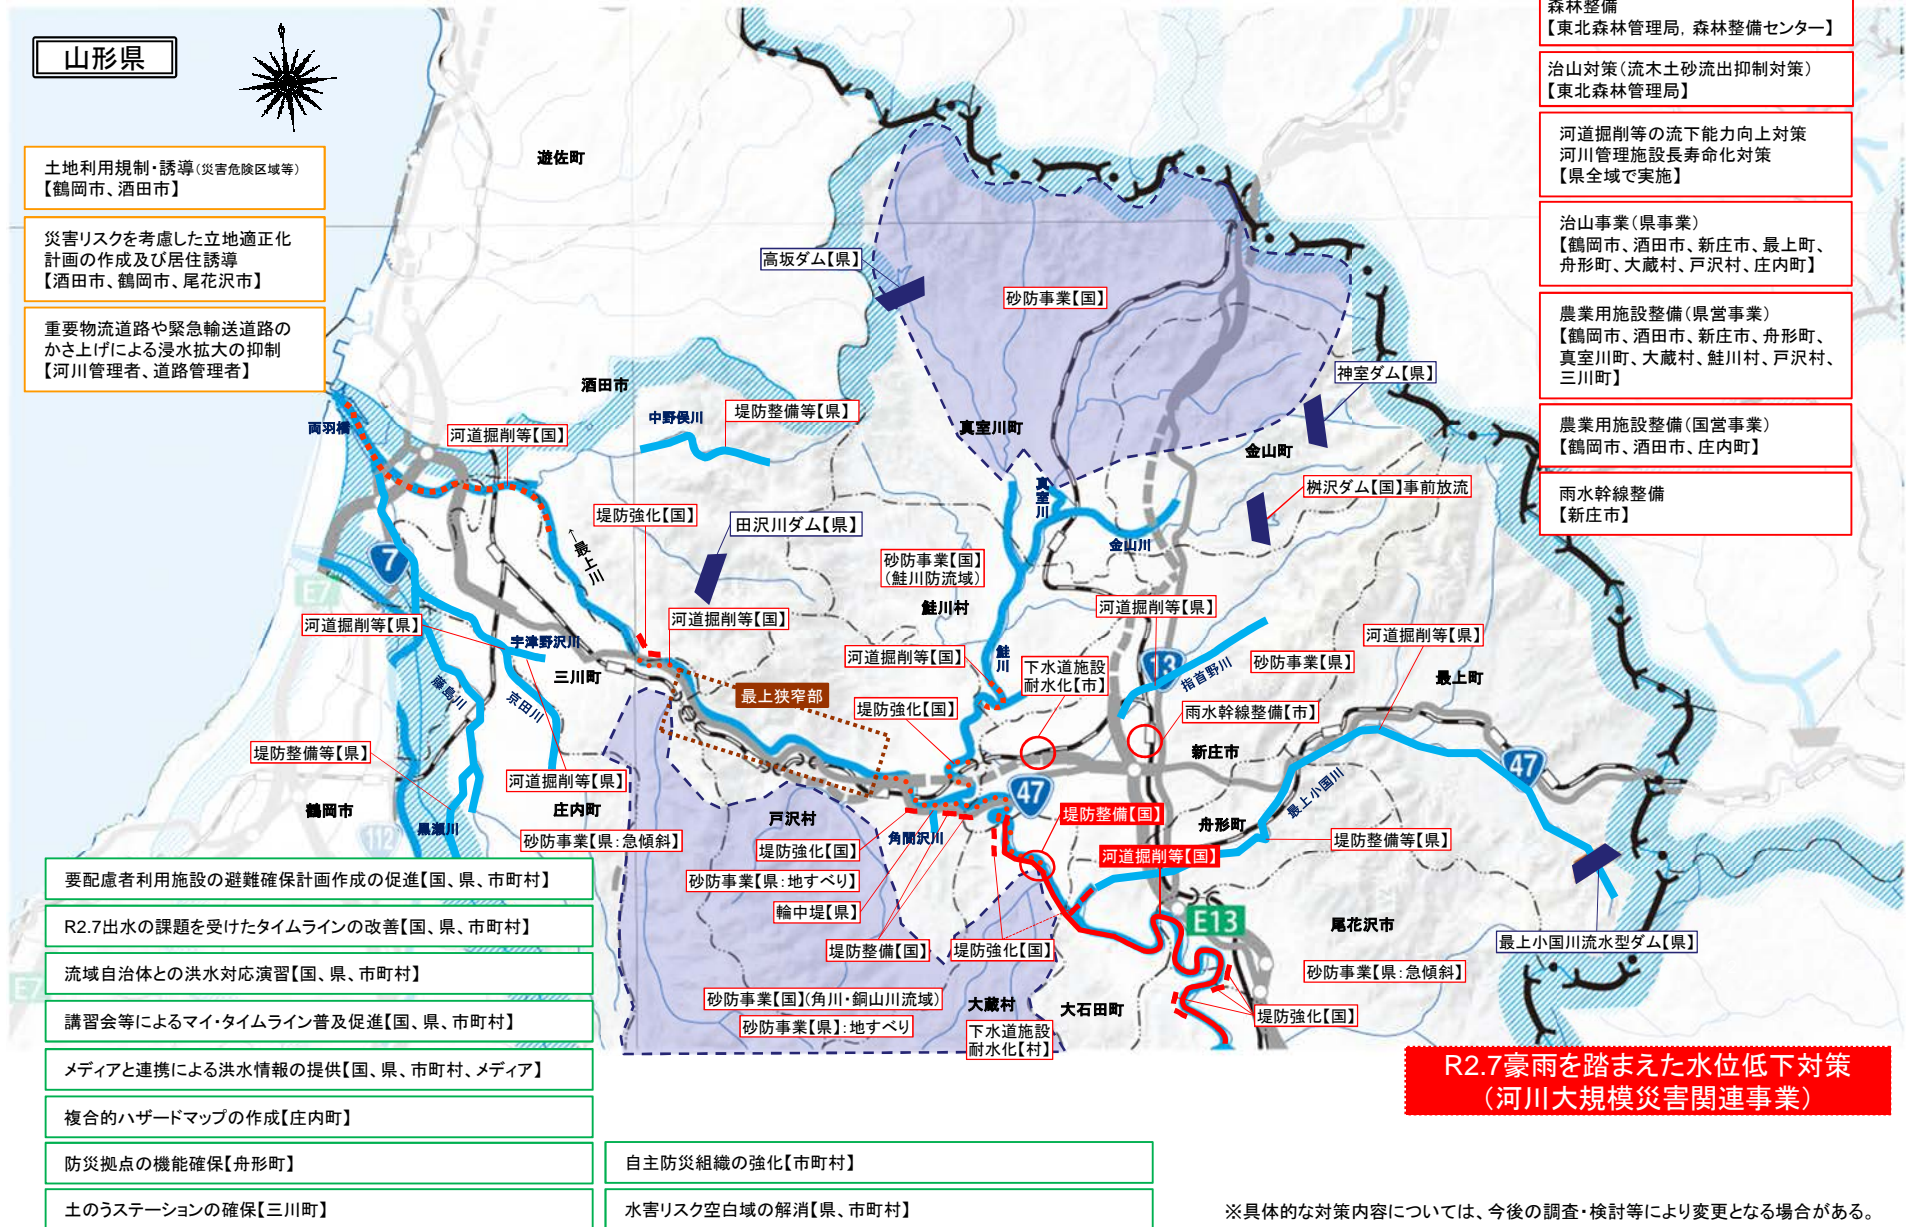 山形県
森林整備
【東北森林管理局, 森林整備センター】
治山対策(流木土砂流出抑制対策)
【東北森林管理局】
河道掘削等の流下能力向上対策
河川管理施設長寿命化対策
【県全域で実施】
治山事業(県事業)
【鶴岡市、酒田市、新庄市、最上町、
舟形町、大蔵村、戸沢村、庄内町】
農業用施設整備(県営事業)
【鶴岡市、酒田市、新庄市、舟形町、
真室川町、大蔵村、鮭川村、戸沢村、
三川町】
農業用施設整備(国営事業)
【鶴岡市、酒田市、庄内町】
雨水幹線整備
【新庄市】
土地利用規制・誘導(災害危険区域等)
【鶴岡市、酒田市】
災害リスクを考慮した立地適正化
計画の作成及び居住誘導
【酒田市、鶴岡市、尾花沢市】
重要物流道路や緊急輸送道路の
かさ上げによる浸水拡大の抑制
【河川管理者、道路管理者】
遊佐町
高坂ダム【県】
砂防事業【国】
神室ダム【県】
酒田市
中野俣川
堤防整備等【県】
真室川町
金山町
両羽橋
河道掘削等【国】
桝沢ダム【国】事前放流
真室川
堤防強化【国】
田沢川ダム【県】
金山川
←最上川
7
E7
砂防事業【国】
(鮭川防流域)
鮭川村
河道掘削等【県】
河道掘削等【国】
河道掘削等【県】
河道掘削等【県】
宇津野沢川
三川町
河道掘削等【国】
鮭川
下水道施設
耐水化【市】
13
指首野川
砂防事業【県】
最上町
藤島川
京田川
最上狭窄部
堤防強化【国】
雨水幹線整備【市】
新庄市
堤防整備等【県】
河道掘削等【県】
47
47
最上小国川
鶴岡市
庄内町
戸沢村
堤防整備【国】
舟形町
112
黒瀬川
砂防事業【県:急傾斜】
角間沢川
堤防強化【国】
河道掘削等【国】
堤防整備等【県】
砂防事業【県:地すべり】
輪中堤【県】
E13
尾花沢市
堤防整備【国】
堤防強化【国】
最上小国川流水型ダム【県】
砂防事業【県:急傾斜】
砂防事業【国】(角川・銅山川流域)
大蔵村
大石田町
堤防強化【国】
砂防事業【県】:地すべり
下水道施設
耐水化【村】
E7
要配慮者利用施設の避難確保計画作成の促進【国、県、市町村】
R2.7出水の課題を受けたタイムラインの改善【国、県、市町村】
流域自治体との洪水対応演習【国、県、市町村】
講習会等によるマイ・タイムライン普及促進【国、県、市町村】
メディアと連携による洪水情報の提供【国、県、市町村、メディア】
複合的ハザードマップの作成【庄内町】
防災拠点の機能確保【舟形町】
土のうステーションの確保【三川町】
自主防災組織の強化【市町村】
水害リスク空白域の解消【県、市町村】
R2.7豪雨を踏まえた水位低下対策
(河川大規模災害関連事業)
※具体的な対策内容については、今後の調査・検討等により変更となる場合がある。